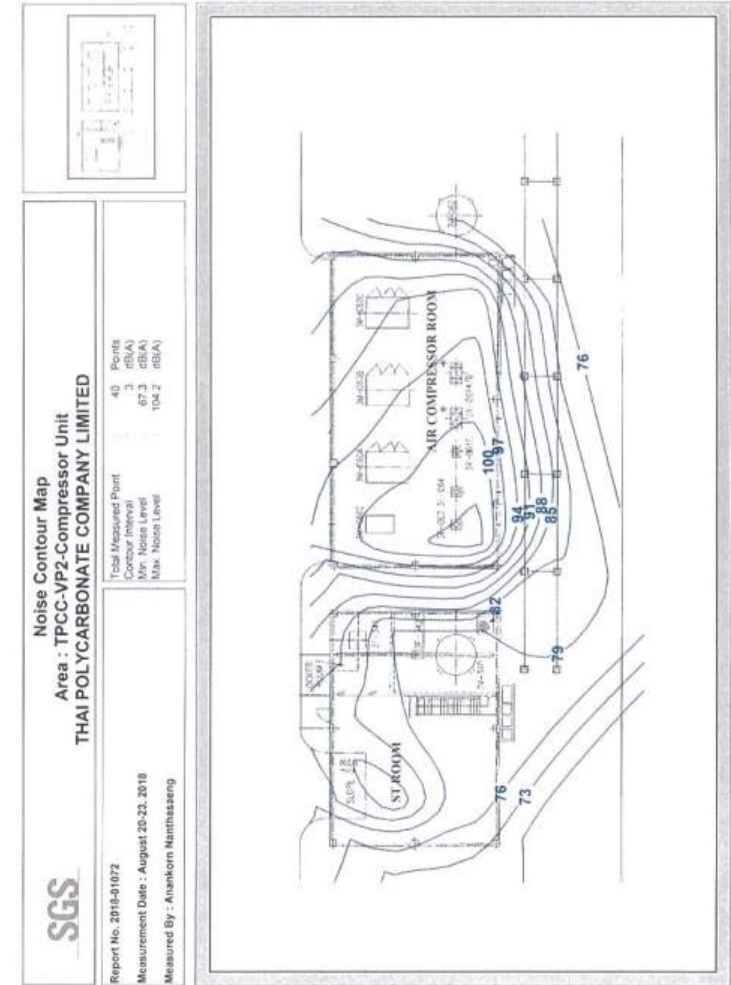 SGS
Noise Contour Map
Area : TPCC-VP2-Compressor Unit
THAI POLYCARBONATE COMPANY LIMITED
Report No. 2018-01072
Measurement Date : August 20-23, 2018
Measured By : Anankorn Nanthasaeng
Total Measured Point : 40 Points
Contour Interval : 3 dB(A)
Min. Noise Level : 67.3 dB(A)
Max. Noise Level : 104.2 dB(A)
AIR COMPRESSOR ROOM
ST.ROOM
SLOPE
100
97
94
91
88
85
82
79
76
76
73